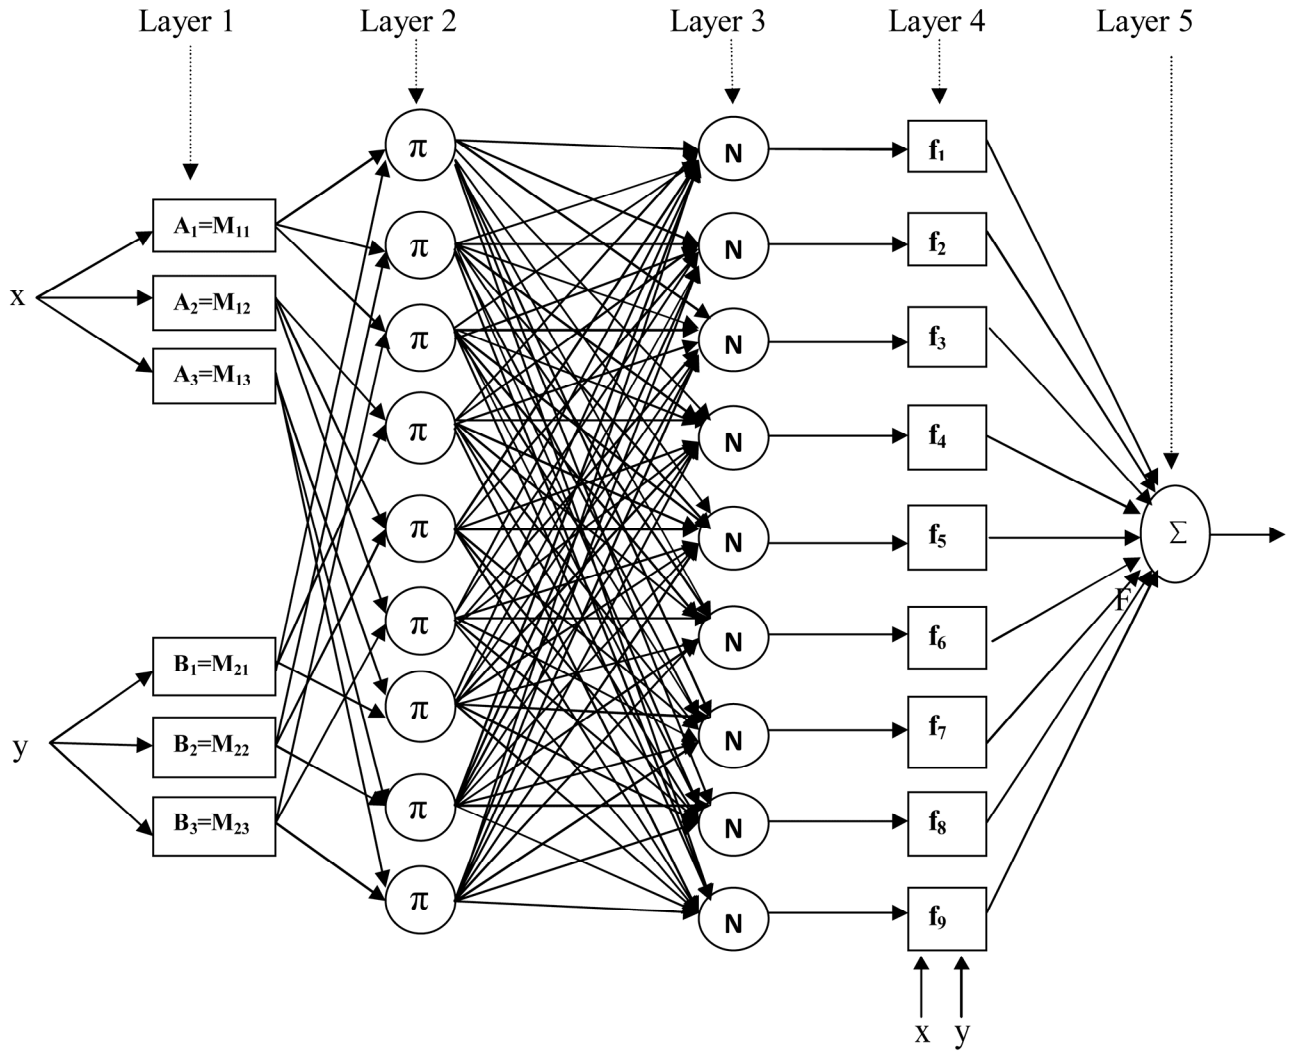 Layer 1 Layer 2 Layer 3 Layer 4 Layer 5
π N f₁
A₁=M₁₁
π N f₂
x
A₂=M₁₂
π N f₃
A₃=M₁₃
π N f₄
π N f₅ Σ
F
π N f₆
B₁=M₂₁
π N f₇
y
B₂=M₂₂
π N f₈
B₃=M₂₃
π N f₉
x y